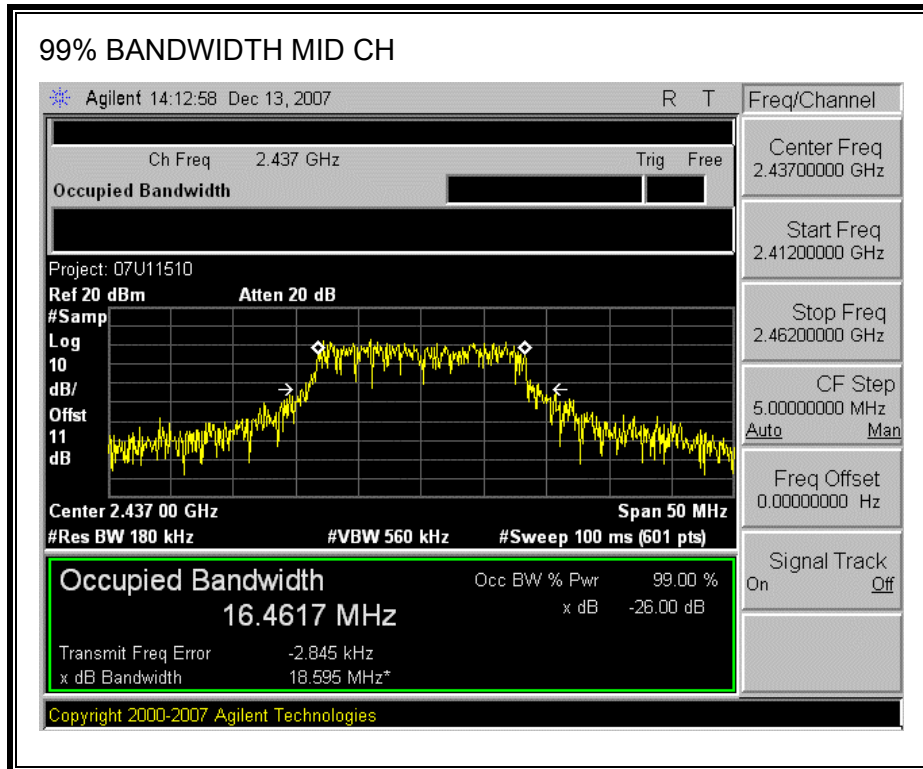 99% BANDWIDTH MID CH
Agilent 14:12:58 Dec 13, 2007 R T
Freq/Channel
Ch Freq 2.437 GHz Trig Free
Occupied Bandwidth
Center Freq
2.43700000 GHz
Start Freq
2.41200000 GHz
Stop Freq
2.46200000 GHz
CF Step
5.00000000 MHz
Auto Man
Freq Offset
0.00000000 Hz
Signal Track
On Off
Project: 07U11510
Ref 20 dBm Atten 20 dB
#Samp
Log
10
dB/
Offst
11
dB
Center 2.437 00 GHz Span 50 MHz
#Res BW 180 kHz #VBW 560 kHz #Sweep 100 ms (601 pts)
Occupied Bandwidth Occ BW % Pwr 99.00 %
16.4617 MHz x dB -26.00 dB
Transmit Freq Error -2.845 kHz
x dB Bandwidth 18.595 MHz*
Copyright 2000-2007 Agilent Technologies